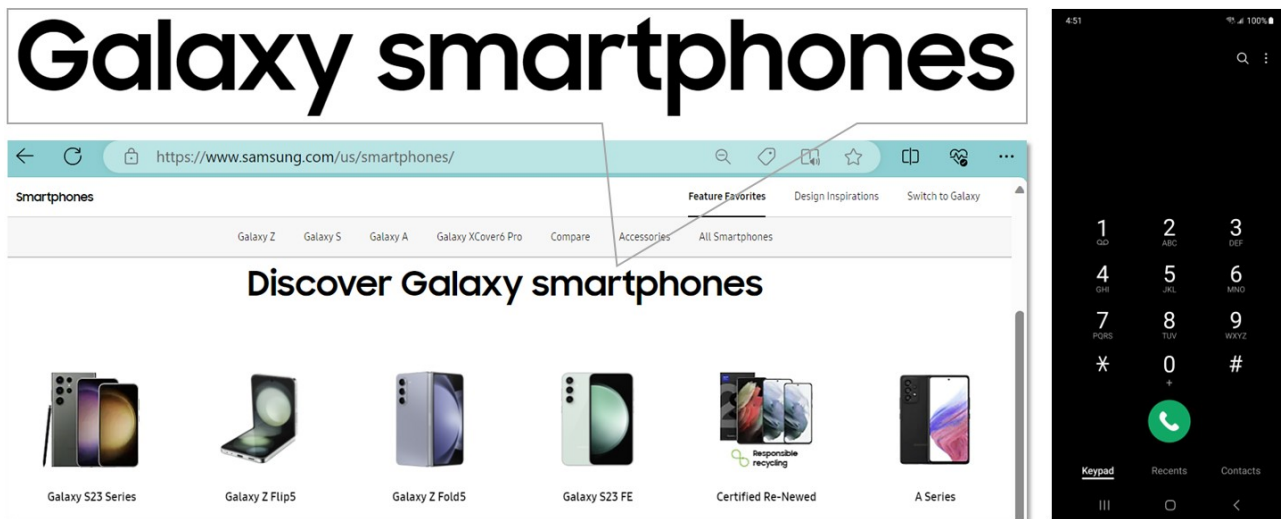 Galaxy smartphones
https://www.samsung.com/us/smartphones/
Smartphones
Feature Favorites Design Inspirations Switch to Galaxy
Galaxy Z Galaxy S Galaxy A Galaxy XCover6 Pro Compare Accessories All Smartphones
Discover Galaxy smartphones
Responsible
recycling
Galaxy S23 Series Galaxy Z Flip5 Galaxy Z Fold5 Galaxy S23 FE Certified Re-Newed A Series
4:51 100%
1 2 3
ABC DEF
4 5 6
GHI JKL MNO
7 8 9
PQRS TUV WXYZ
* 0 #
+
Keypad Recents Contacts